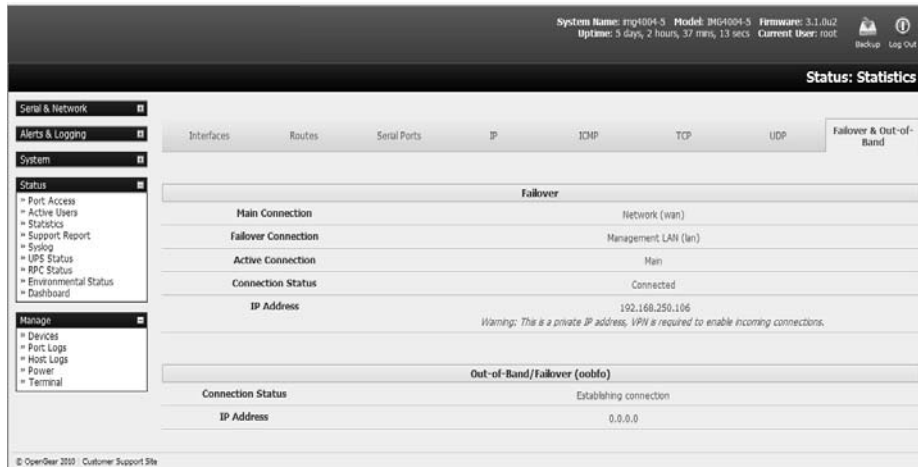 System Name: img4004-5 Model: IMG4004-5 Firmware: 3.1.0u2
Uptime: 5 days, 2 hours, 37 mins, 13 secs Current User: root
Backup Log Out
Status: Statistics
Serial & Network
Alerts & Logging
System
Status
» Port Access
» Active Users
» Statistics
» Support Report
» Syslog
» UPS Status
» RPC Status
» Environmental Status
» Dashboard
Manage
» Devices
» Port Logs
» Host Logs
» Power
» Terminal
Interfaces Routes Serial Ports IP ICMP TCP UDP Failover & Out-of-
Band
Failover
Main Connection Network (wan)
Failover Connection Management LAN (lan)
Active Connection Main
Connection Status Connected
IP Address 192.168.250.106
Warning: This is a private IP address, VPN is required to enable incoming connections.
Out-of-Band/Failover (oobfo)
Connection Status Establishing connection
IP Address 0.0.0.0
© OpenGear 2010 | Customer Support Site